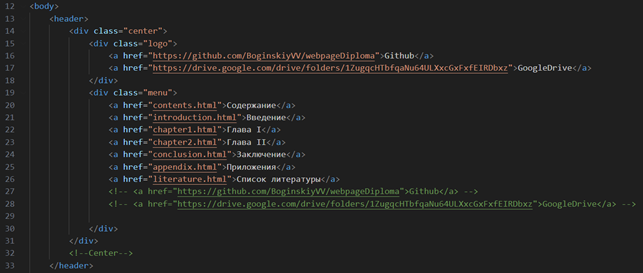 12 <body>
13 <header>
14 <div class="center">
15 <div class="logo">
16 <a href="https://github.com/BoginskiyVV/webpageDiploma">Github</a>
17 <a href="https://drive.google.com/drive/folders/1ZugqcHTbfqaNu64ULXxcGxFxfEIRDbxz">GoogleDrive</a>
18 </div>
19 <div class="menu">
20 <a href="contents.html">Содержание</a>
21 <a href="introduction.html">Введение</a>
22 <a href="chapter1.html">Глава I</a>
23 <a href="chapter2.html">Глава II</a>
24 <a href="conclusion.html">Заключение</a>
25 <a href="appendix.html">Приложения</a>
26 <a href="literature.html">Список литературы</a>
27 <!-- <a href="https://github.com/BoginskiyVV/webpageDiploma">Github</a> -->
28 <!-- <a href="https://drive.google.com/drive/folders/1ZugqcHTbfqaNu64ULXxcGxFxfEIRDbxz">GoogleDrive</a> -->
29
30 </div>
31 </div>
32 <!--Center-->
33 </header>